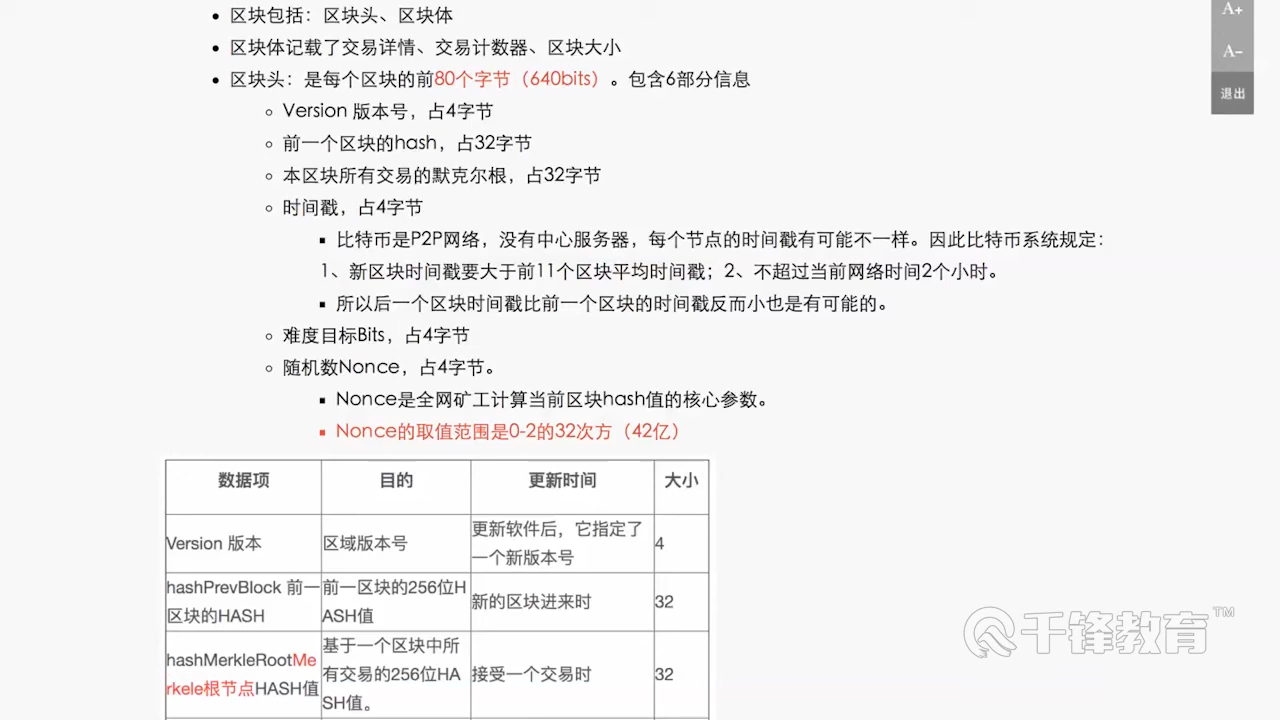 区块包括：区块头、区块体
区块体记载了交易详情、交易计数器、区块大小
区块头：是每个区块的前80个字节（640bits）。包含6部分信息
Version 版本号，占4字节
前一个区块的hash，占32字节
本区块所有交易的默克尔根，占32字节
时间戳，占4字节
比特币是P2P网络，没有中心服务器，每个节点的时间戳有可能不一样。因此比特币系统规定：
1、新区块时间戳要大于前11个区块平均时间戳；2、不超过当前网络时间2个小时。
所以后一个区块时间戳比前一个区块的时间戳反而小也是有可能的。
难度目标Bits，占4字节
随机数Nonce，占4字节。
Nonce是全网矿工计算当前区块hash值的核心参数。
Nonce的取值范围是0-2的32次方（42亿）
数据项 目的 更新时间 大小
Version 版本 区域版本号 更新软件后，它指定了
一个新版本号 4
hashPrevBlock 前一
区块的HASH 前一区块的256位H
ASH值 新的区块进来时 32
hashMerkleRootMe
rkele根节点HASH值 基于一个区块中所
有交易的256位HA
SH值。 接受一个交易时 32
A+
A-
退出
千锋教育™